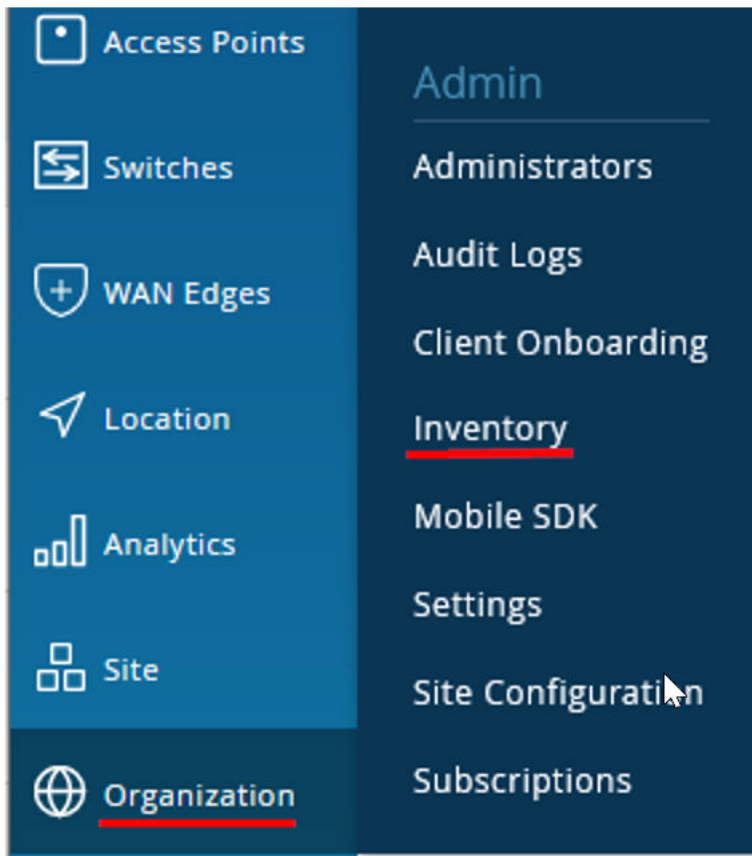 Access Points
Switches
WAN Edges
Location
Analytics
Site
Organization
Admin
Administrators
Audit Logs
Client Onboarding
Inventory
Mobile SDK
Settings
Site Configuration
Subscriptions